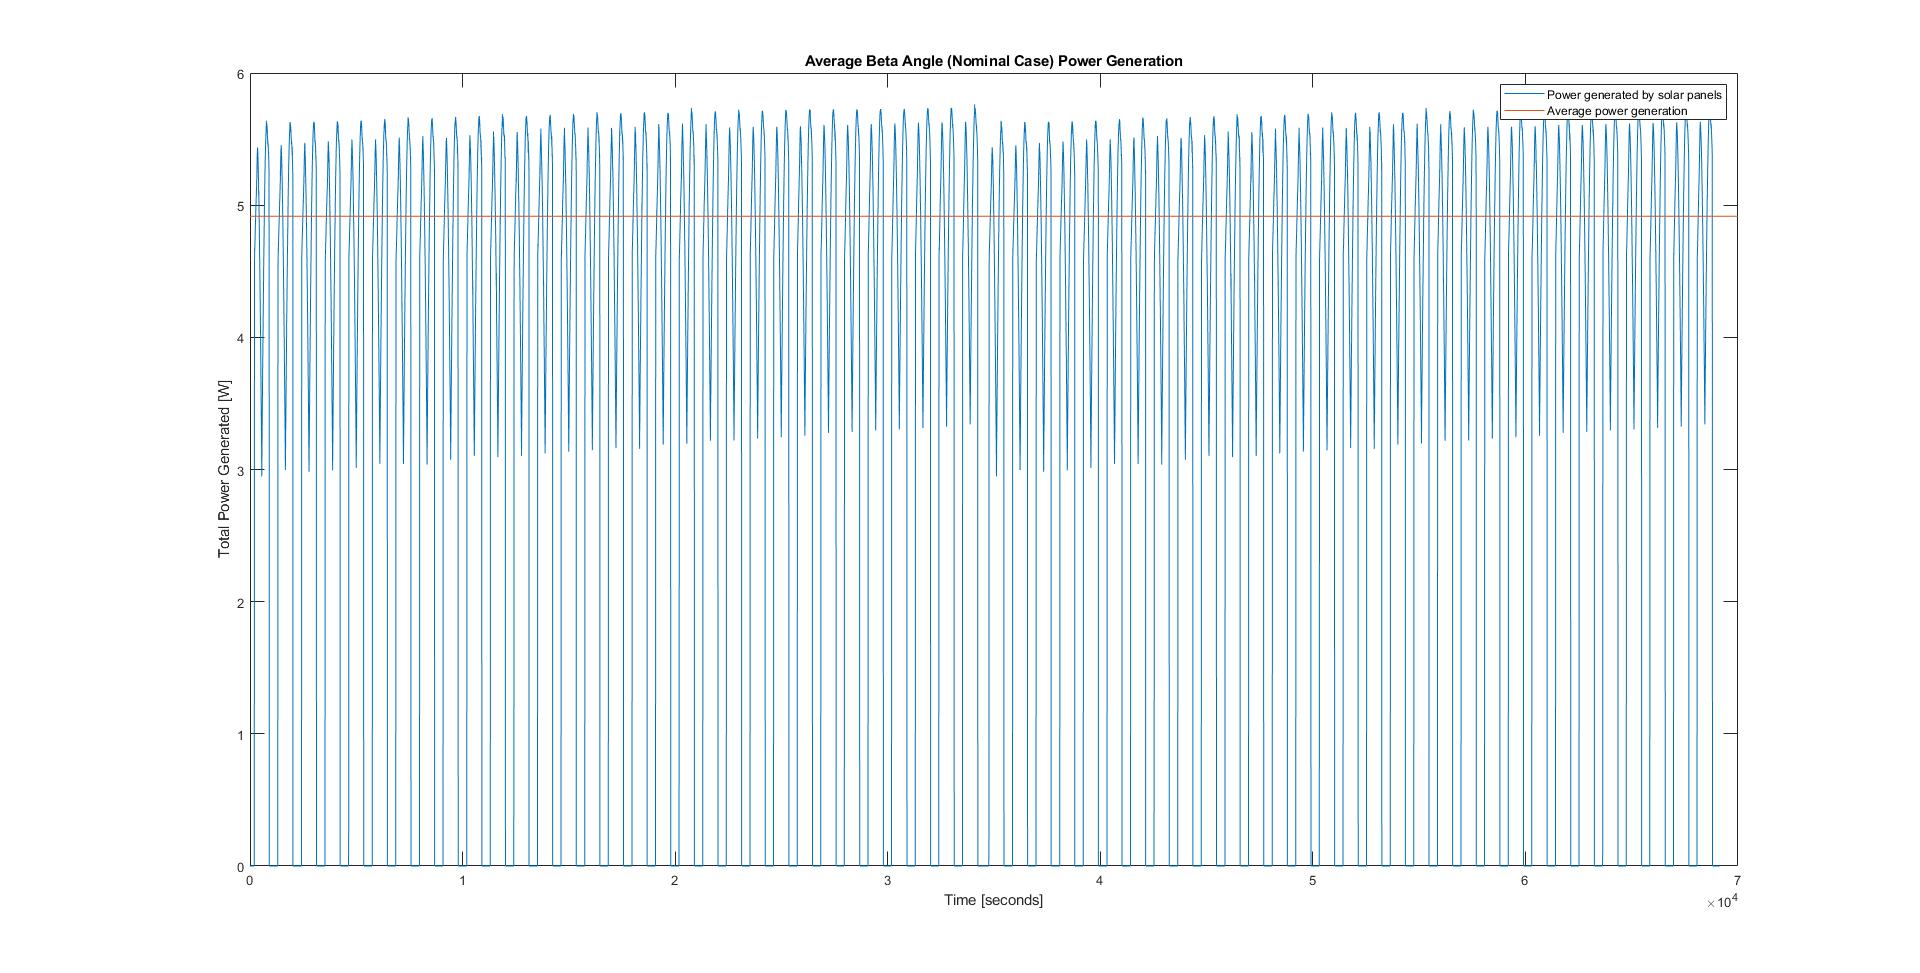 Average Beta Angle (Nominal Case) Power Generation
Power generated by solar panels
Average power generation
Total Power Generated [W]
6
5
4
3
2
1
0
0 1 2 3 4 5 6 7
Time [seconds]
×10^4